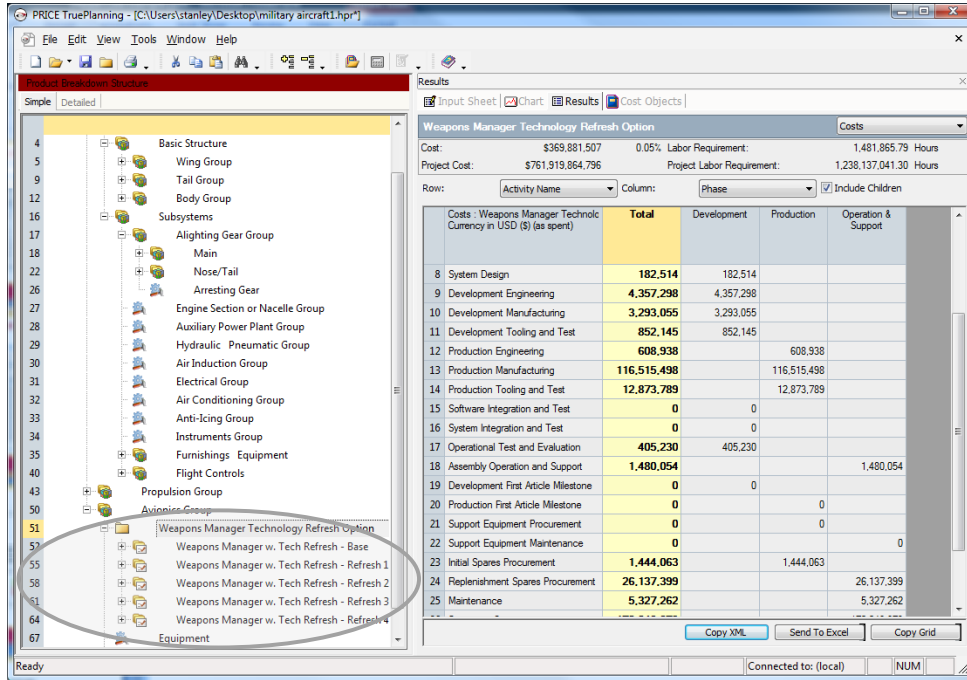 PRICE TruePlanning - [C:\Users\stanley\Desktop\military aircraft1.hpr*]
File Edit View Tools Window Help
Product Breakdown Structure
Simple Detailed
4 Basic Structure
5 Wing Group
9 Tail Group
12 Body Group
16 Subsystems
17 Alighting Gear Group
18 Main
22 Nose/Tail
26 Arresting Gear
27 Engine Section or Nacelle Group
28 Auxiliary Power Plant Group
29 Hydraulic Pneumatic Group
30 Air Induction Group
31 Electrical Group
32 Air Conditioning Group
33 Anti-Icing Group
34 Instruments Group
35 Furnishings Equipment
40 Flight Controls
43 Propulsion Group
50 Avionics Group
51 Weapons Manager Technology Refresh Option
52 Weapons Manager w. Tech Refresh - Base
55 Weapons Manager w. Tech Refresh - Refresh 1
58 Weapons Manager w. Tech Refresh - Refresh 2
61 Weapons Manager w. Tech Refresh - Refresh 3
64 Weapons Manager w. Tech Refresh - Refresh 4
67 Equipment
Results
Input Sheet Chart Results Cost Objects
Weapons Manager Technology Refresh Option Costs
Cost: $369,881,507 0.05% Labor Requirement: 1,481,865.79 Hours
Project Cost: $761,919,864,796 Project Labor Requirement: 1,238,137,041.30 Hours
Row: Activity Name Column: Phase Include Children
Costs : Weapons Manager Technolc Total Development Production Operation &
Currency in USD ($) (as spent) Support
8 System Design 182,514 182,514
9 Development Engineering 4,357,298 4,357,298
10 Development Manufacturing 3,293,055 3,293,055
11 Development Tooling and Test 852,145 852,145
12 Production Engineering 608,938 608,938
13 Production Manufacturing 116,515,498 116,515,498
14 Production Tooling and Test 12,873,789 12,873,789
15 Software Integration and Test 0 0
16 System Integration and Test 0 0
17 Operational Test and Evaluation 405,230 405,230
18 Assembly Operation and Support 1,480,054 1,480,054
19 Development First Article Milestone 0 0
20 Production First Article Milestone 0 0
21 Support Equipment Procurement 0 0
22 Support Equipment Maintenance 0 0
23 Initial Spares Procurement 1,444,063 1,444,063
24 Replenishment Spares Procurement 26,137,399 26,137,399
25 Maintenance 5,327,262 5,327,262
Copy XML Send To Excel Copy Grid
Ready Connected to: (local) NUM